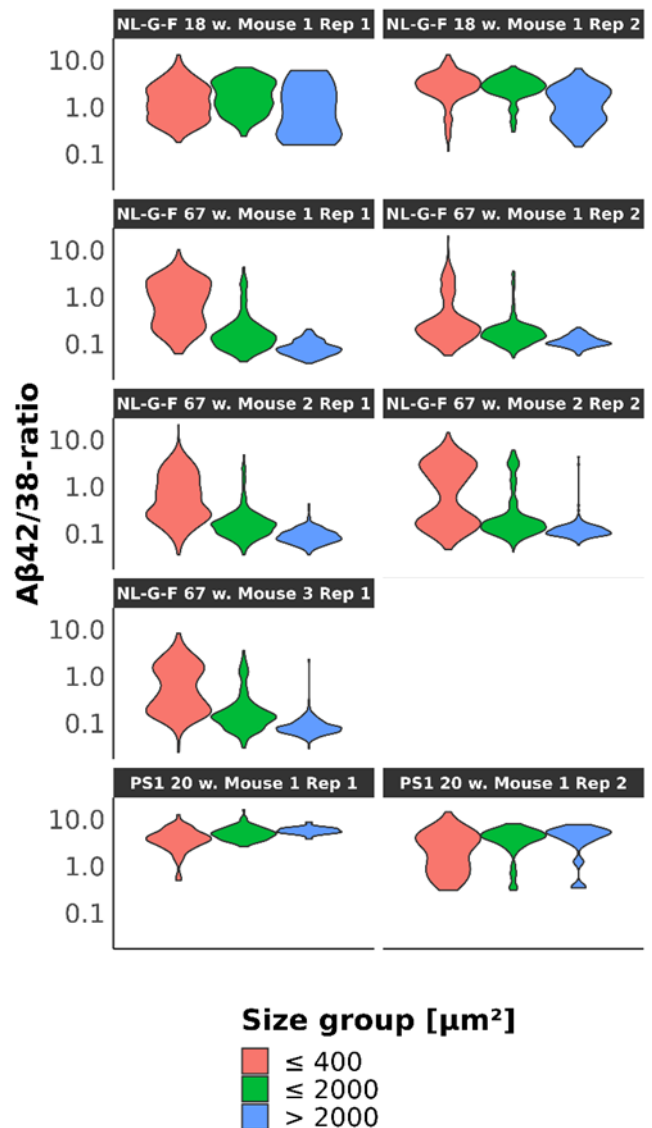 NL-G-F 18 w. Mouse 1 Rep 1
NL-G-F 18 w. Mouse 1 Rep 2
10.0
1.0
0.1
NL-G-F 67 w. Mouse 1 Rep 1
NL-G-F 67 w. Mouse 1 Rep 2
10.0
1.0
0.1
NL-G-F 67 w. Mouse 2 Rep 1
NL-G-F 67 w. Mouse 2 Rep 2
10.0
1.0
0.1
Aβ42/38-ratio
NL-G-F 67 w. Mouse 3 Rep 1
10.0
1.0
0.1
PS1 20 w. Mouse 1 Rep 1
PS1 20 w. Mouse 1 Rep 2
10.0
1.0
0.1
Size group [µm²]
≤ 400
≤ 2000
> 2000